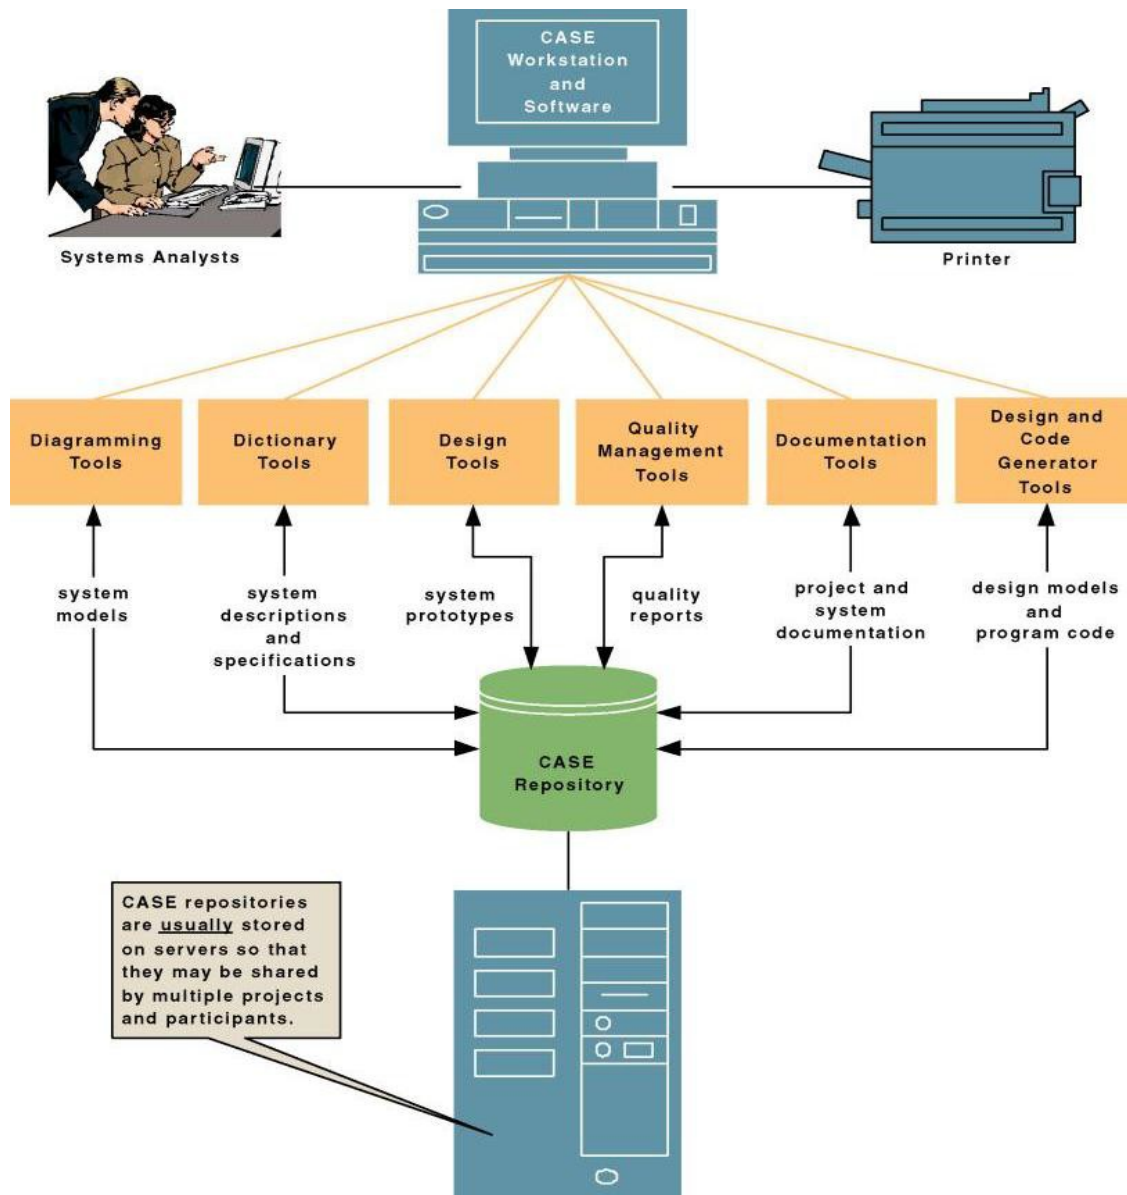 CASE
Workstation
and
Software
Systems Analysts
Printer
Diagramming
Tools
Dictionary
Tools
Design
Tools
Quality
Management
Tools
Documentation
Tools
Design and
Code
Generator
Tools
system
models
system
descriptions
and
specifications
system
prototypes
quality
reports
project and
system
documentation
design models
and
program code
CASE
Repository
CASE repositories
are usually stored
on servers so that
they may be shared
by multiple projects
and participants.